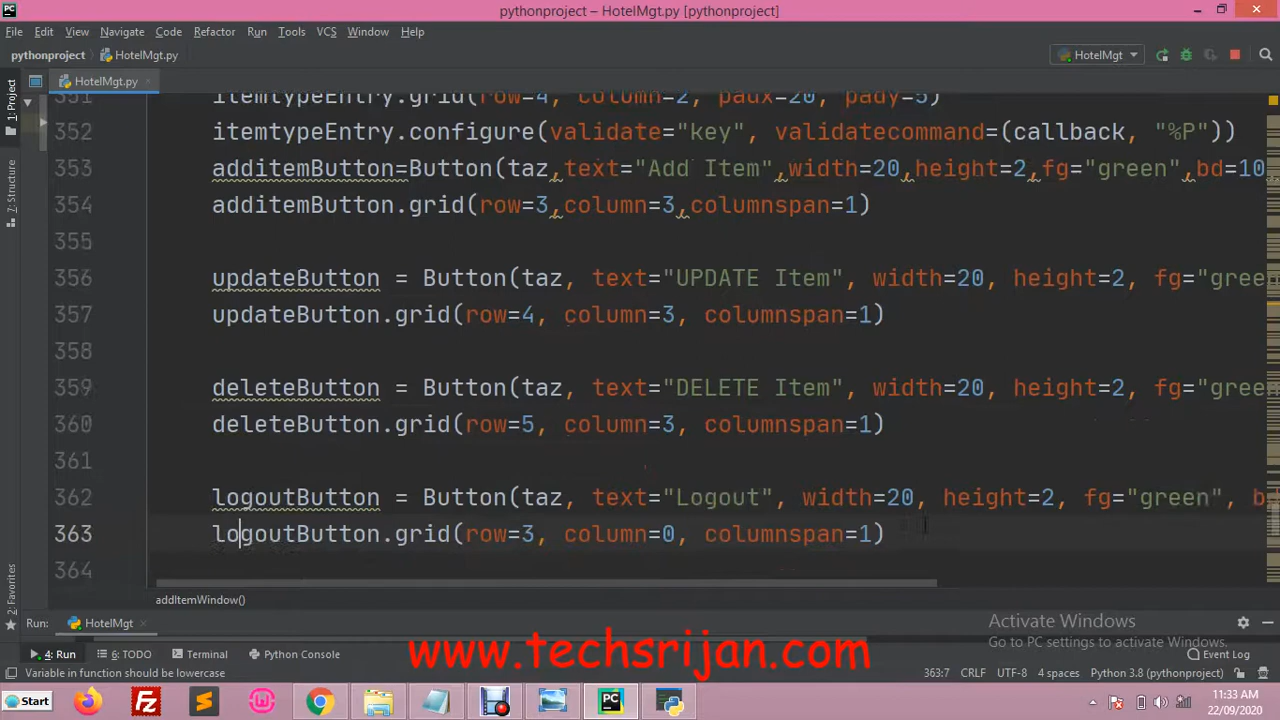 pythonproject – HotelMgt.py [pythonproject]
File Edit View Navigate Code Refactor Run Tools VCS Window Help
pythonproject HotelMgt.py HotelMgt
HotelMgt.py
1: Project
7: Structure
2: Favorites
351 itemtypeEntry.grid(row=4, column=2, padx=20, pady=5)
352 itemtypeEntry.configure(validate="key", validatecommand=(callback, "%P"))
353 additemButton=Button(taz,text="Add Item",width=20,height=2,fg="green",bd=10
354 additemButton.grid(row=3,column=3,columnspan=1)
355
356 updateButton = Button(taz, text="UPDATE Item", width=20, height=2, fg="green
357 updateButton.grid(row=4, column=3, columnspan=1)
358
359 deleteButton = Button(taz, text="DELETE Item", width=20, height=2, fg="green
360 deleteButton.grid(row=5, column=3, columnspan=1)
361
362 logoutButton = Button(taz, text="Logout", width=20, height=2, fg="green", bd
363 logoutButton.grid(row=3, column=0, columnspan=1)
364
addItemWindow()
Run: HotelMgt
Activate Windows
Go to PC settings to activate Windows.
4: Run 6: TODO Terminal Python Console Event Log
www.techsrijan.com
Variable in function should be lowercase 363:7 CRLF UTF-8 4 spaces Python 3.8 (pythonproject)
Start
11:33 AM
22/09/2020